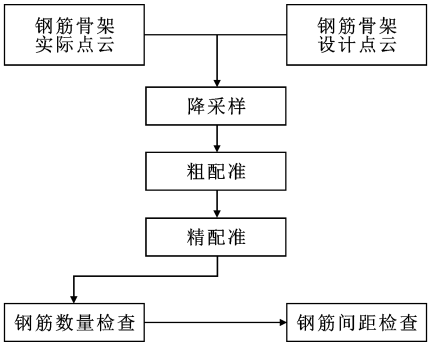 钢筋骨架
实际点云
钢筋骨架
设计点云
降采样
粗配准
精配准
钢筋数量检查
钢筋间距检查